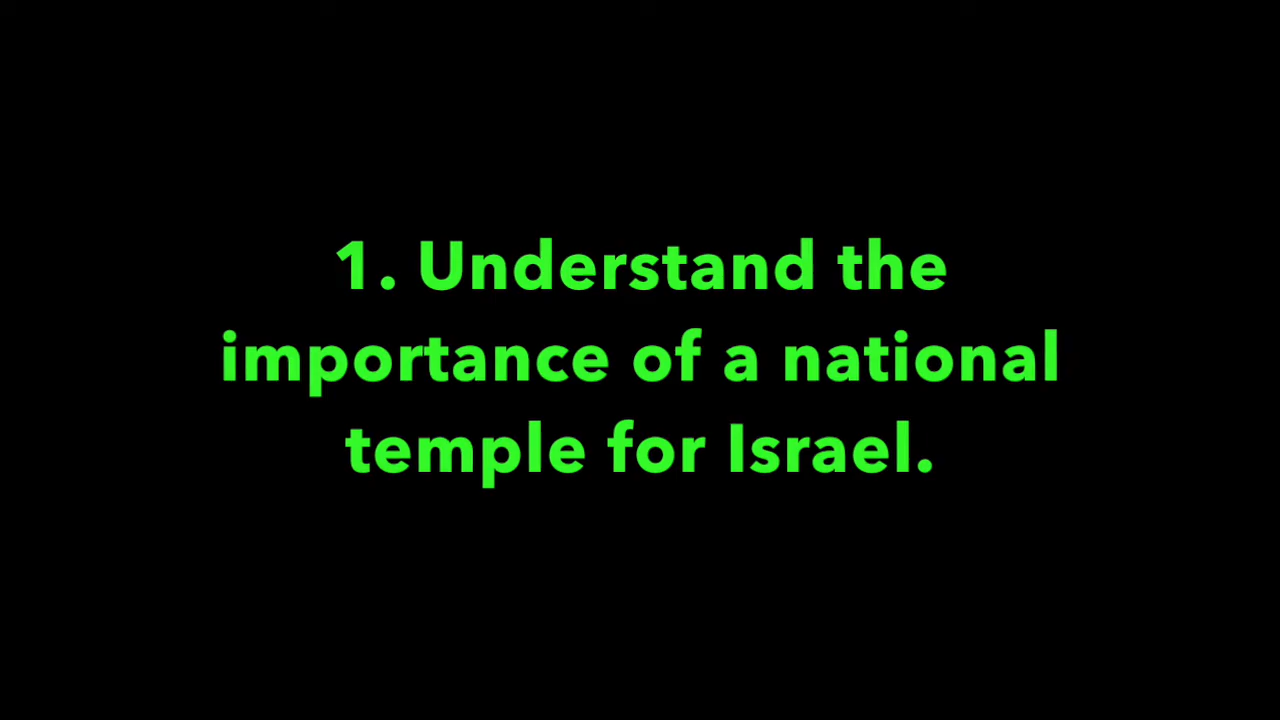 1. Understand the
importance of a national
temple for Israel.